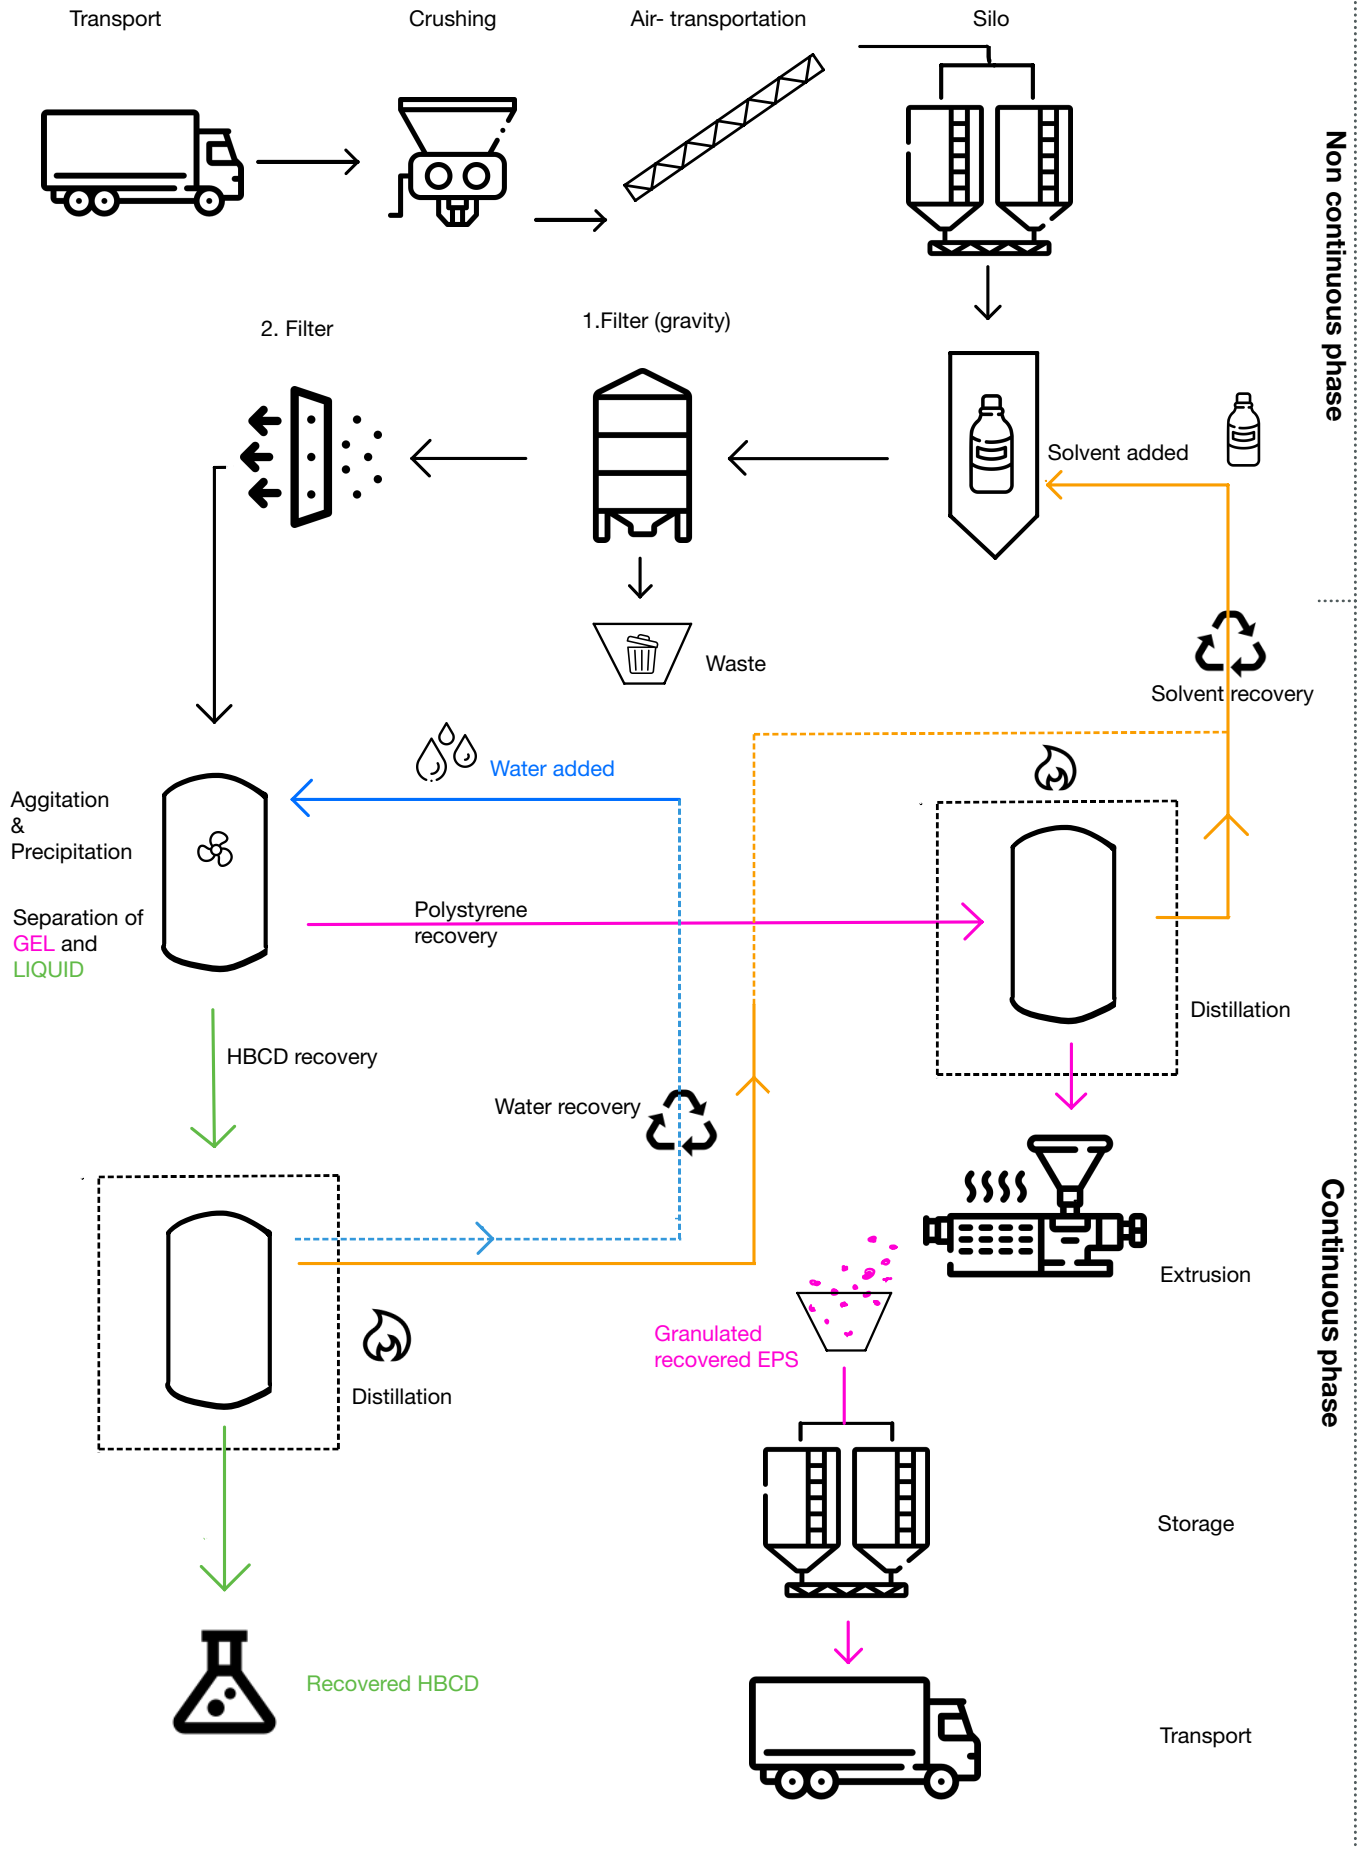 Transport
Crushing
Air- transportation
Silo
Non continuous phase
2. Filter
1.Filter (gravity)
Solvent added
Waste
Solvent recovery
Water added
Aggitation
&
Precipitation
Separation of
GEL and
LIQUID
Polystyrene
recovery
Distillation
HBCD recovery
Water recovery
Continuous phase
Extrusion
Granulated
recovered EPS
Distillation
Storage
Recovered HBCD
Transport